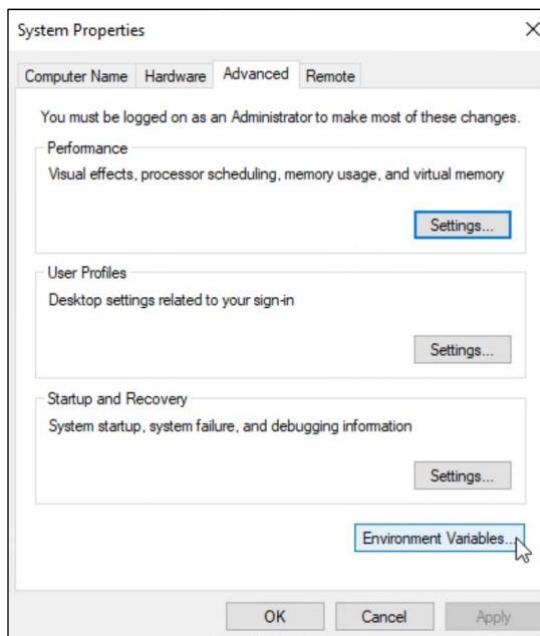 System Properties
Computer Name Hardware Advanced Remote
You must be logged on as an Administrator to make most of these changes.
Performance
Visual effects, processor scheduling, memory usage, and virtual memory
Settings...
User Profiles
Desktop settings related to your sign-in
Settings...
Startup and Recovery
System startup, system failure, and debugging information
Settings...
Environment Variables...
OK Cancel Apply